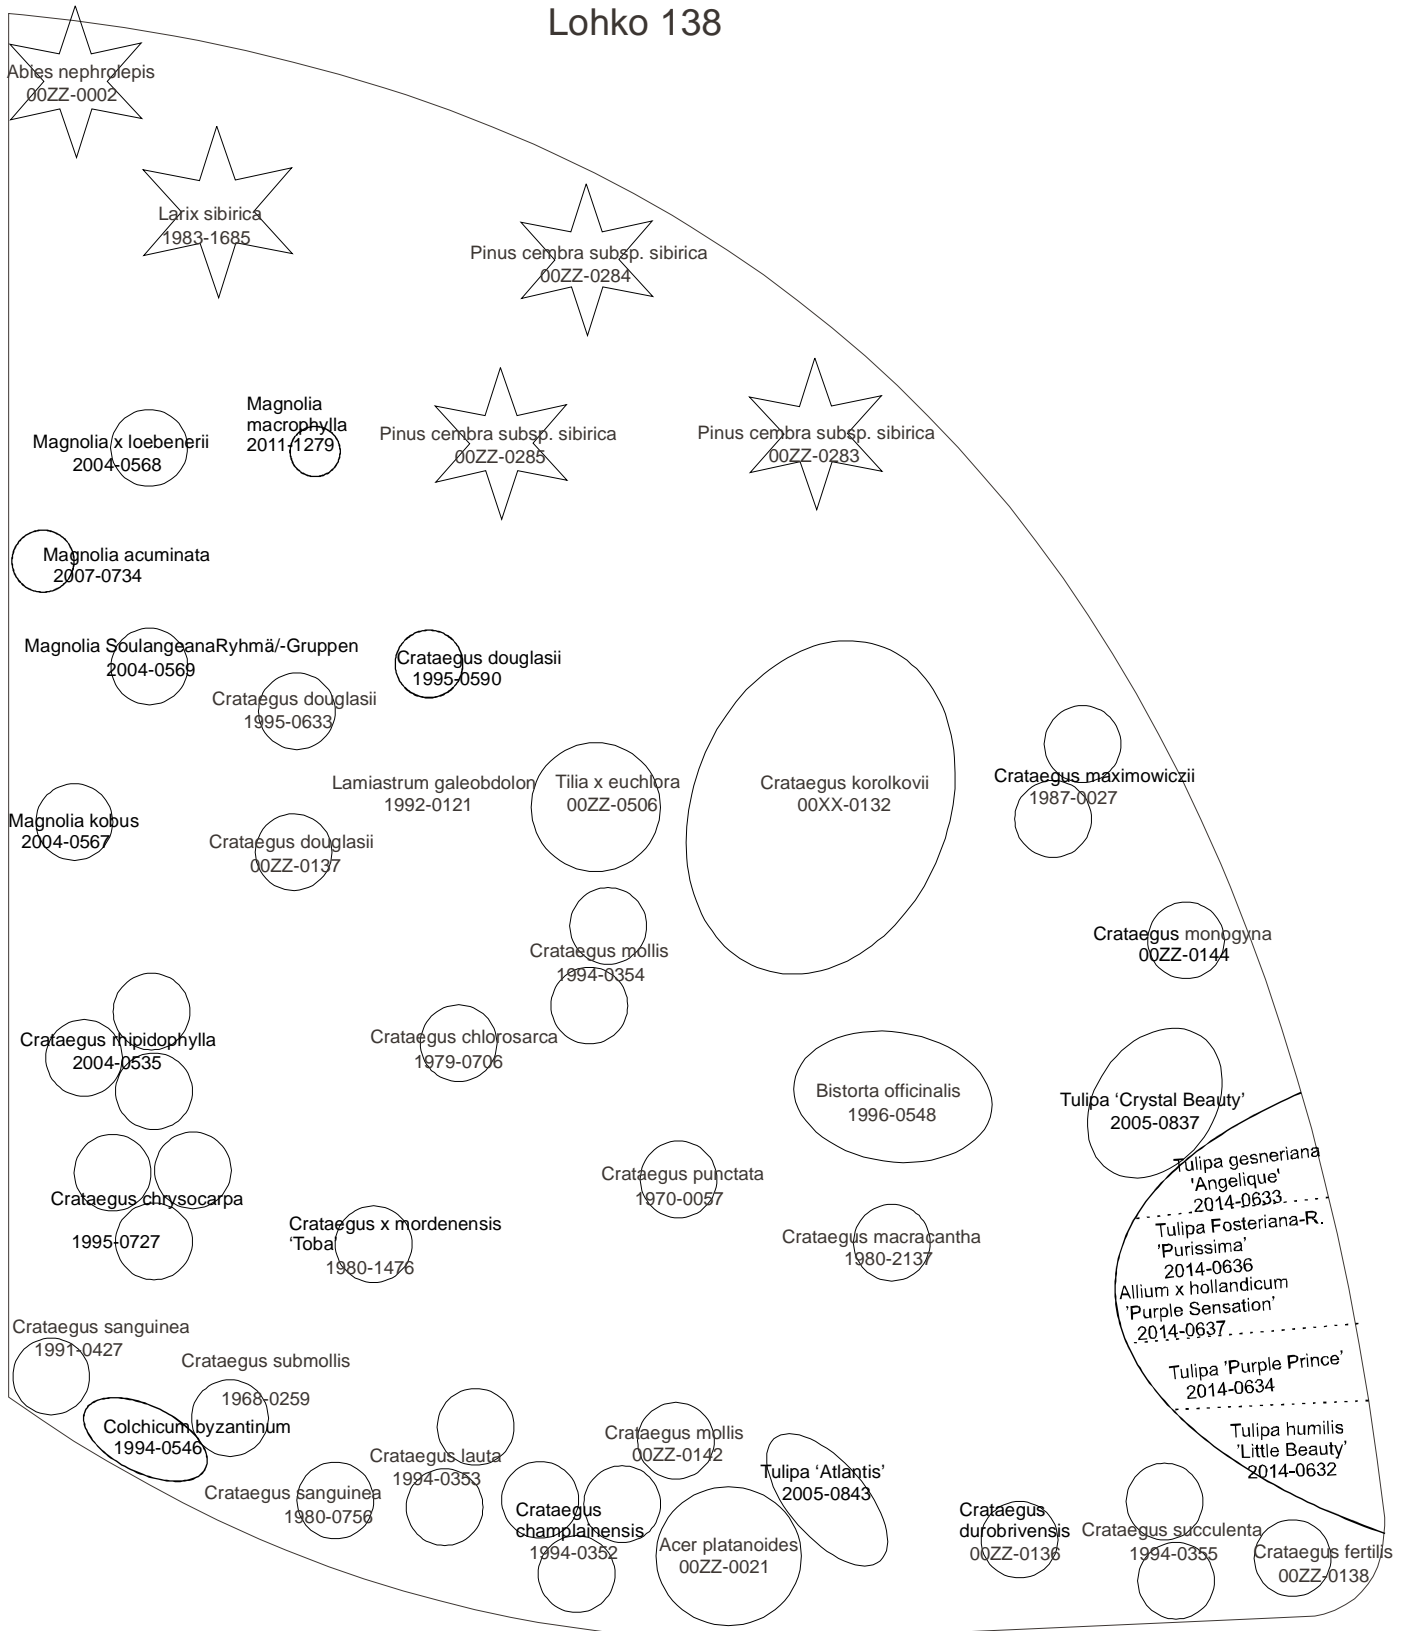 Lohko 138
Abies nephrolepis
00ZZ-0002
Larix sibirica
1983-1685
Pinus cembra subsp. sibirica
00ZZ-0284
Magnolia
macrophylla
2011-1279
Magnolia x loebenerii
2004-0568
Pinus cembra subsp. sibirica
00ZZ-0285
Pinus cembra subsp. sibirica
00ZZ-0283
Magnolia acuminata
2007-0734
Magnolia SoulangeanaRyhmä/-Gruppen
2004-0569
Crataegus douglasii
1995-0590
Crataegus douglasii
1995-0633
Lamiastrum galeobdolon
1992-0121
Tilia x euchlora
00ZZ-0506
Crataegus korolkovii
00XX-0132
Crataegus maximowiczii
1987-0027
Magnolia kobus
2004-0567
Crataegus douglasii
00ZZ-0137
Crataegus mollis
1994-0354
Crataegus monogyna
00ZZ-0144
Crataegus rhipidophylla
2004-0535
Crataegus chlorosarca
1979-0706
Bistorta officinalis
1996-0548
Tulipa ‘Crystal Beauty’
2005-0837
Crataegus punctata
1970-0057
Tulipa gesneriana
'Angelique'
2014-0633
Crataegus chrysocarpa
1995-0727
Crataegus x mordenensis
‘Toba’
1980-1476
Crataegus macracantha
1980-2137
Tulipa Fosteriana-R.
'Purissima'
2014-0636
Allium x hollandicum
'Purple Sensation'
2014-0637
Crataegus sanguinea
1991-0427
Crataegus submollis
1968-0259
Tulipa 'Purple Prince'
2014-0634
Colchicum byzantinum
1994-0546
Tulipa humilis
'Little Beauty'
2014-0632
Crataegus lauta
1994-0353
Crataegus mollis
00ZZ-0142
Crataegus sanguinea
1980-0756
Tulipa ‘Atlantis’
2005-0843
Crataegus
champlainensis
1994-0352
Acer platanoides
00ZZ-0021
Crataegus
durobrivensis
00ZZ-0136
Crataegus succulenta
1994-0355
Crataegus fertilis
00ZZ-0138